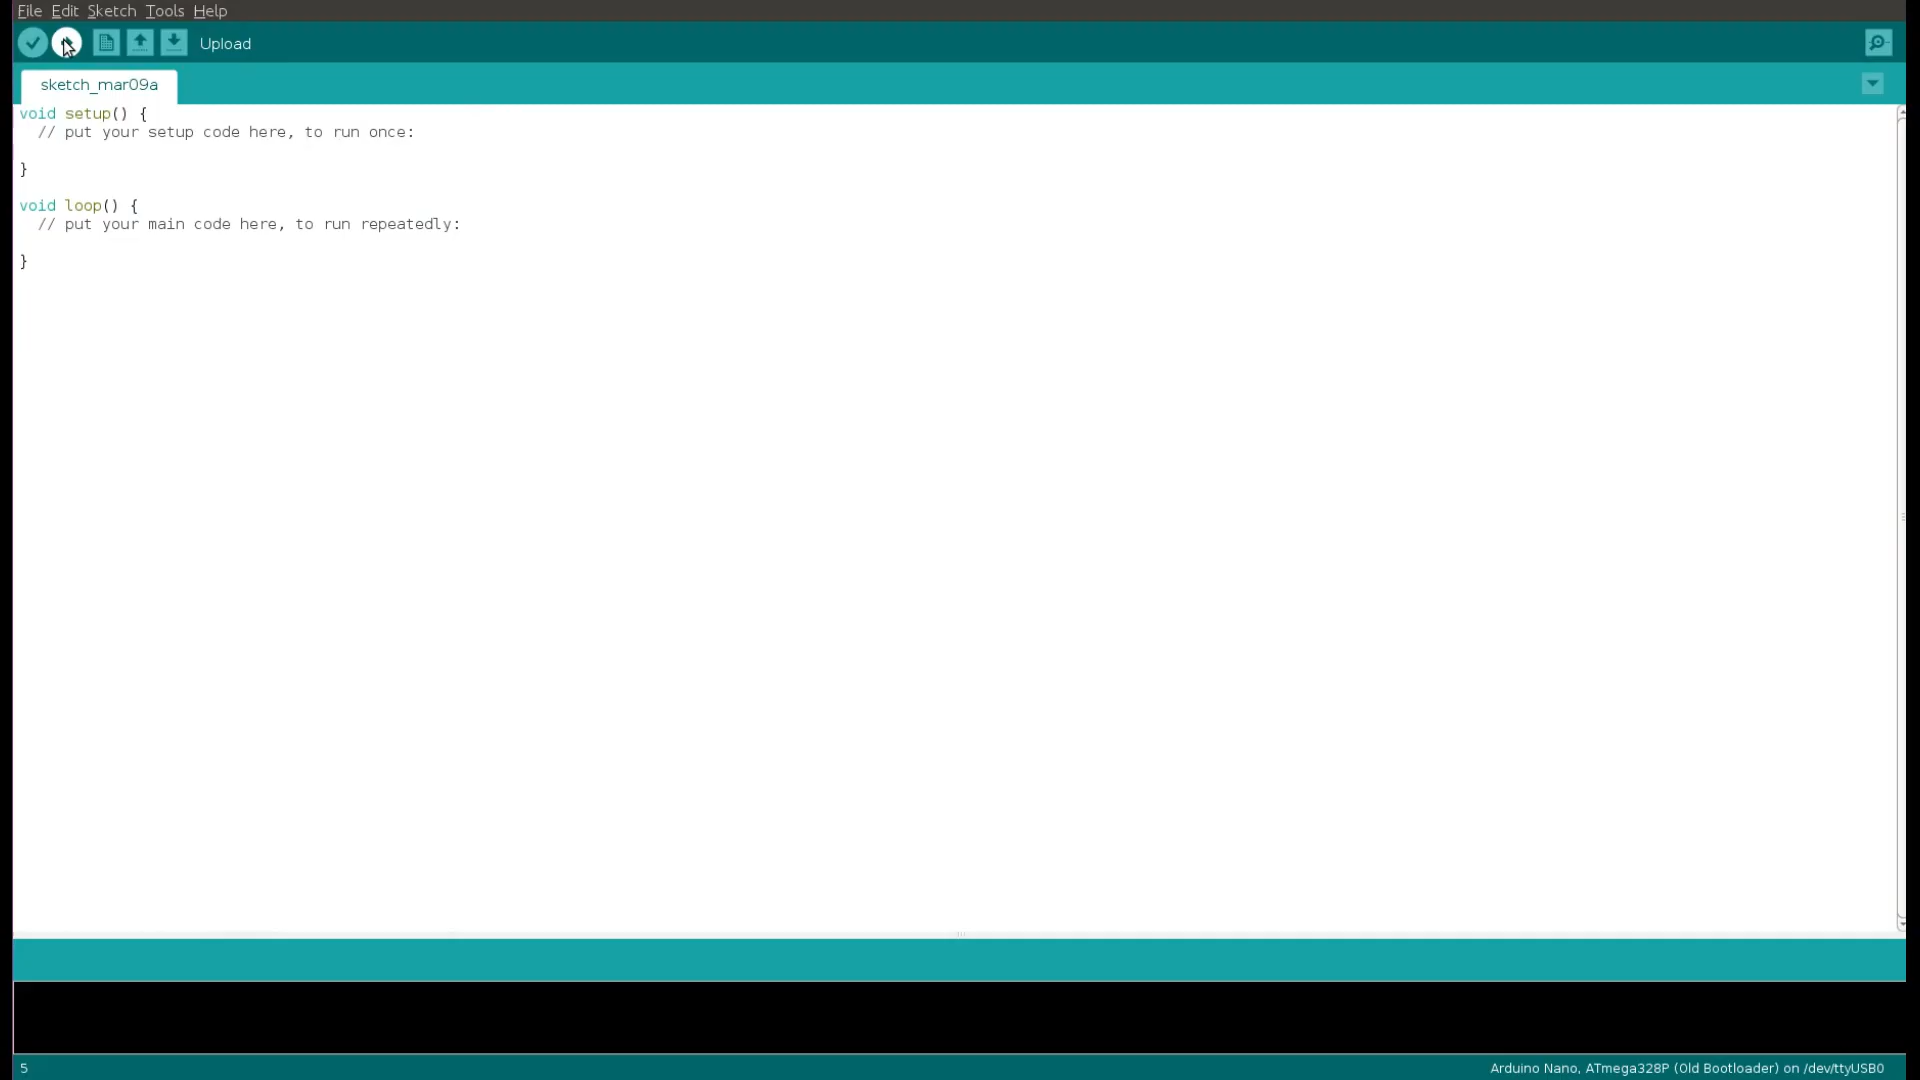 File Edit Sketch Tools Help
Upload
sketch_mar09a
void setup() {
  // put your setup code here, to run once:
}
void loop() {
  // put your main code here, to run repeatedly:
}
5
Arduino Nano, ATmega328P (Old Bootloader) on /dev/ttyUSB0